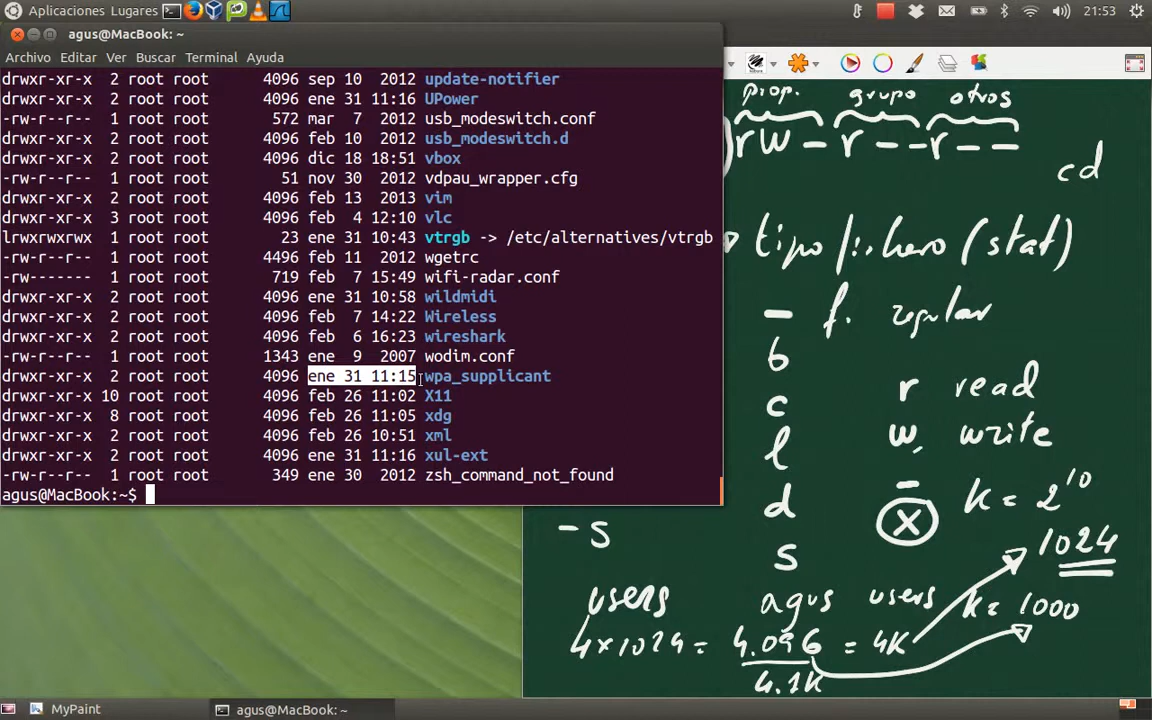 Aplicaciones Lugares 21:53
agus@MacBook: ~
Archivo Editar Ver Buscar Terminal Ayuda
drwxr-xr-x 2 root root 4096 sep 10 2012 update-notifier
drwxr-xr-x 2 root root 4096 ene 31 11:16 UPower
-rw-r--r-- 1 root root 572 mar 7 2012 usb_modeswitch.conf
drwxr-xr-x 2 root root 4096 feb 10 2012 usb_modeswitch.d
drwxr-xr-x 2 root root 4096 dic 18 18:51 vbox
-rw-r--r-- 1 root root 51 nov 30 2012 vdpau_wrapper.cfg
drwxr-xr-x 2 root root 4096 feb 13 2013 vim
drwxr-xr-x 3 root root 4096 feb 4 12:10 vlc
lrwxrwxrwx 1 root root 23 ene 31 10:43 vtrgb -> /etc/alternatives/vtrgb
-rw-r--r-- 1 root root 4496 feb 11 2012 wgetrc
-rw------- 1 root root 719 feb 7 15:49 wifi-radar.conf
drwxr-xr-x 2 root root 4096 ene 31 10:58 wildmidi
drwxr-xr-x 2 root root 4096 feb 7 14:22 Wireless
drwxr-xr-x 2 root root 4096 feb 6 16:23 wireshark
-rw-r--r-- 1 root root 1343 ene 9 2007 wodim.conf
drwxr-xr-x 2 root root 4096 ene 31 11:15 wpa_supplicant
drwxr-xr-x 10 root root 4096 feb 26 11:02 X11
drwxr-xr-x 8 root root 4096 feb 26 11:05 xdg
drwxr-xr-x 2 root root 4096 feb 26 10:51 xml
drwxr-xr-x 2 root root 4096 ene 31 11:16 xul-ext
-rw-r--r-- 1 root root 349 ene 30 2012 zsh_command_not_found
agus@MacBook:~$
prop. grupo otros
rw-r--r--
cd
tipo fichero (stat)
- f. regular
b
c r read
l w, write
-
d x k = 2^10
- s s 1024
users agus users k = 1000
4x1024 = 4.096 = 4K
4.1K
MyPaint agus@MacBook: ~